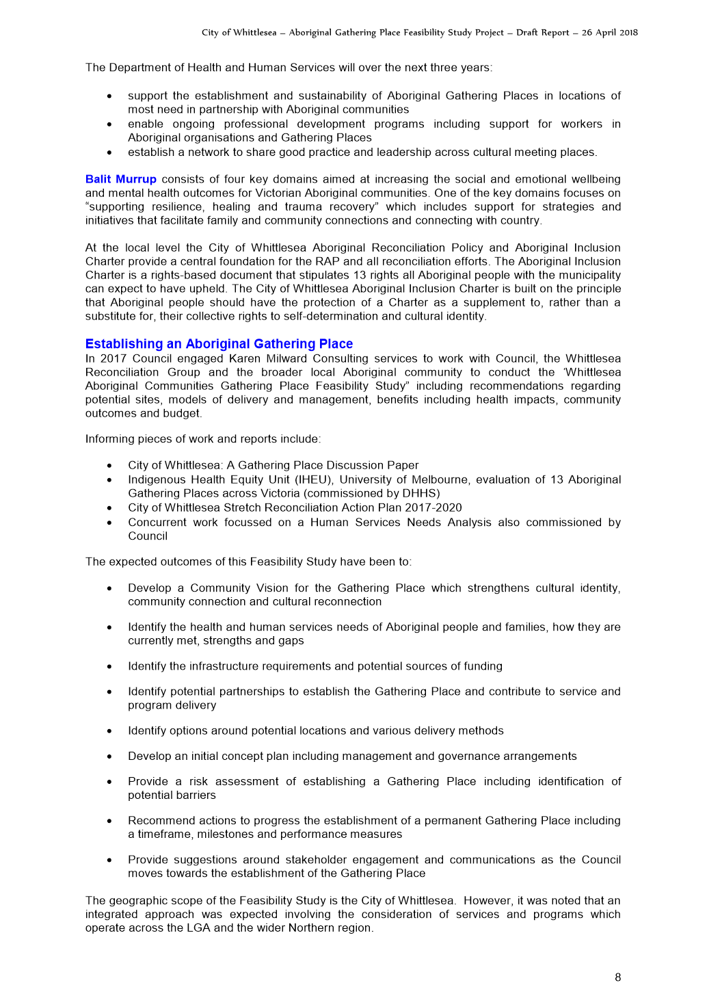 City of Whittlesea – Aboriginal Gathering Place Feasibility Study Project – Draft Report – 26 April 2018
The Department of Health and Human Services will over the next three years:
• support the establishment and sustainability of Aboriginal Gathering Places in locations of
most need in partnership with Aboriginal communities
• enable ongoing professional development programs including support for workers in
Aboriginal organisations and Gathering Places
• establish a network to share good practice and leadership across cultural meeting places.
Balit Murrup consists of four key domains aimed at increasing the social and emotional wellbeing
and mental health outcomes for Victorian Aboriginal communities. One of the key domains focuses on
“supporting resilience, healing and trauma recovery” which includes support for strategies and
initiatives that facilitate family and community connections and connecting with country.
At the local level the City of Whittlesea Aboriginal Reconciliation Policy and Aboriginal Inclusion
Charter provide a central foundation for the RAP and all reconciliation efforts. The Aboriginal Inclusion
Charter is a rights-based document that stipulates 13 rights all Aboriginal people with the municipality
can expect to have upheld. The City of Whittlesea Aboriginal Inclusion Charter is built on the principle
that Aboriginal people should have the protection of a Charter as a supplement to, rather than a
substitute for, their collective rights to self-determination and cultural identity.
Establishing an Aboriginal Gathering Place
In 2017 Council engaged Karen Milward Consulting services to work with Council, the Whittlesea
Reconciliation Group and the broader local Aboriginal community to conduct the ‘Whittlesea
Aboriginal Communities Gathering Place Feasibility Study” including recommendations regarding
potential sites, models of delivery and management, benefits including health impacts, community
outcomes and budget.
Informing pieces of work and reports include:
• City of Whittlesea: A Gathering Place Discussion Paper
• Indigenous Health Equity Unit (IHEU), University of Melbourne, evaluation of 13 Aboriginal
Gathering Places across Victoria (commissioned by DHHS)
• City of Whittlesea Stretch Reconciliation Action Plan 2017-2020
• Concurrent work focussed on a Human Services Needs Analysis also commissioned by
Council
The expected outcomes of this Feasibility Study have been to:
• Develop a Community Vision for the Gathering Place which strengthens cultural identity,
community connection and cultural reconnection
• Identify the health and human services needs of Aboriginal people and families, how they are
currently met, strengths and gaps
• Identify the infrastructure requirements and potential sources of funding
• Identify potential partnerships to establish the Gathering Place and contribute to service and
program delivery
• Identify options around potential locations and various delivery methods
• Develop an initial concept plan including management and governance arrangements
• Provide a risk assessment of establishing a Gathering Place including identification of
potential barriers
• Recommend actions to progress the establishment of a permanent Gathering Place including
a timeframe, milestones and performance measures
• Provide suggestions around stakeholder engagement and communications as the Council
moves towards the establishment of the Gathering Place
The geographic scope of the Feasibility Study is the City of Whittlesea.  However, it was noted that an
integrated approach was expected involving the consideration of services and programs which
operate across the LGA and the wider Northern region.
8